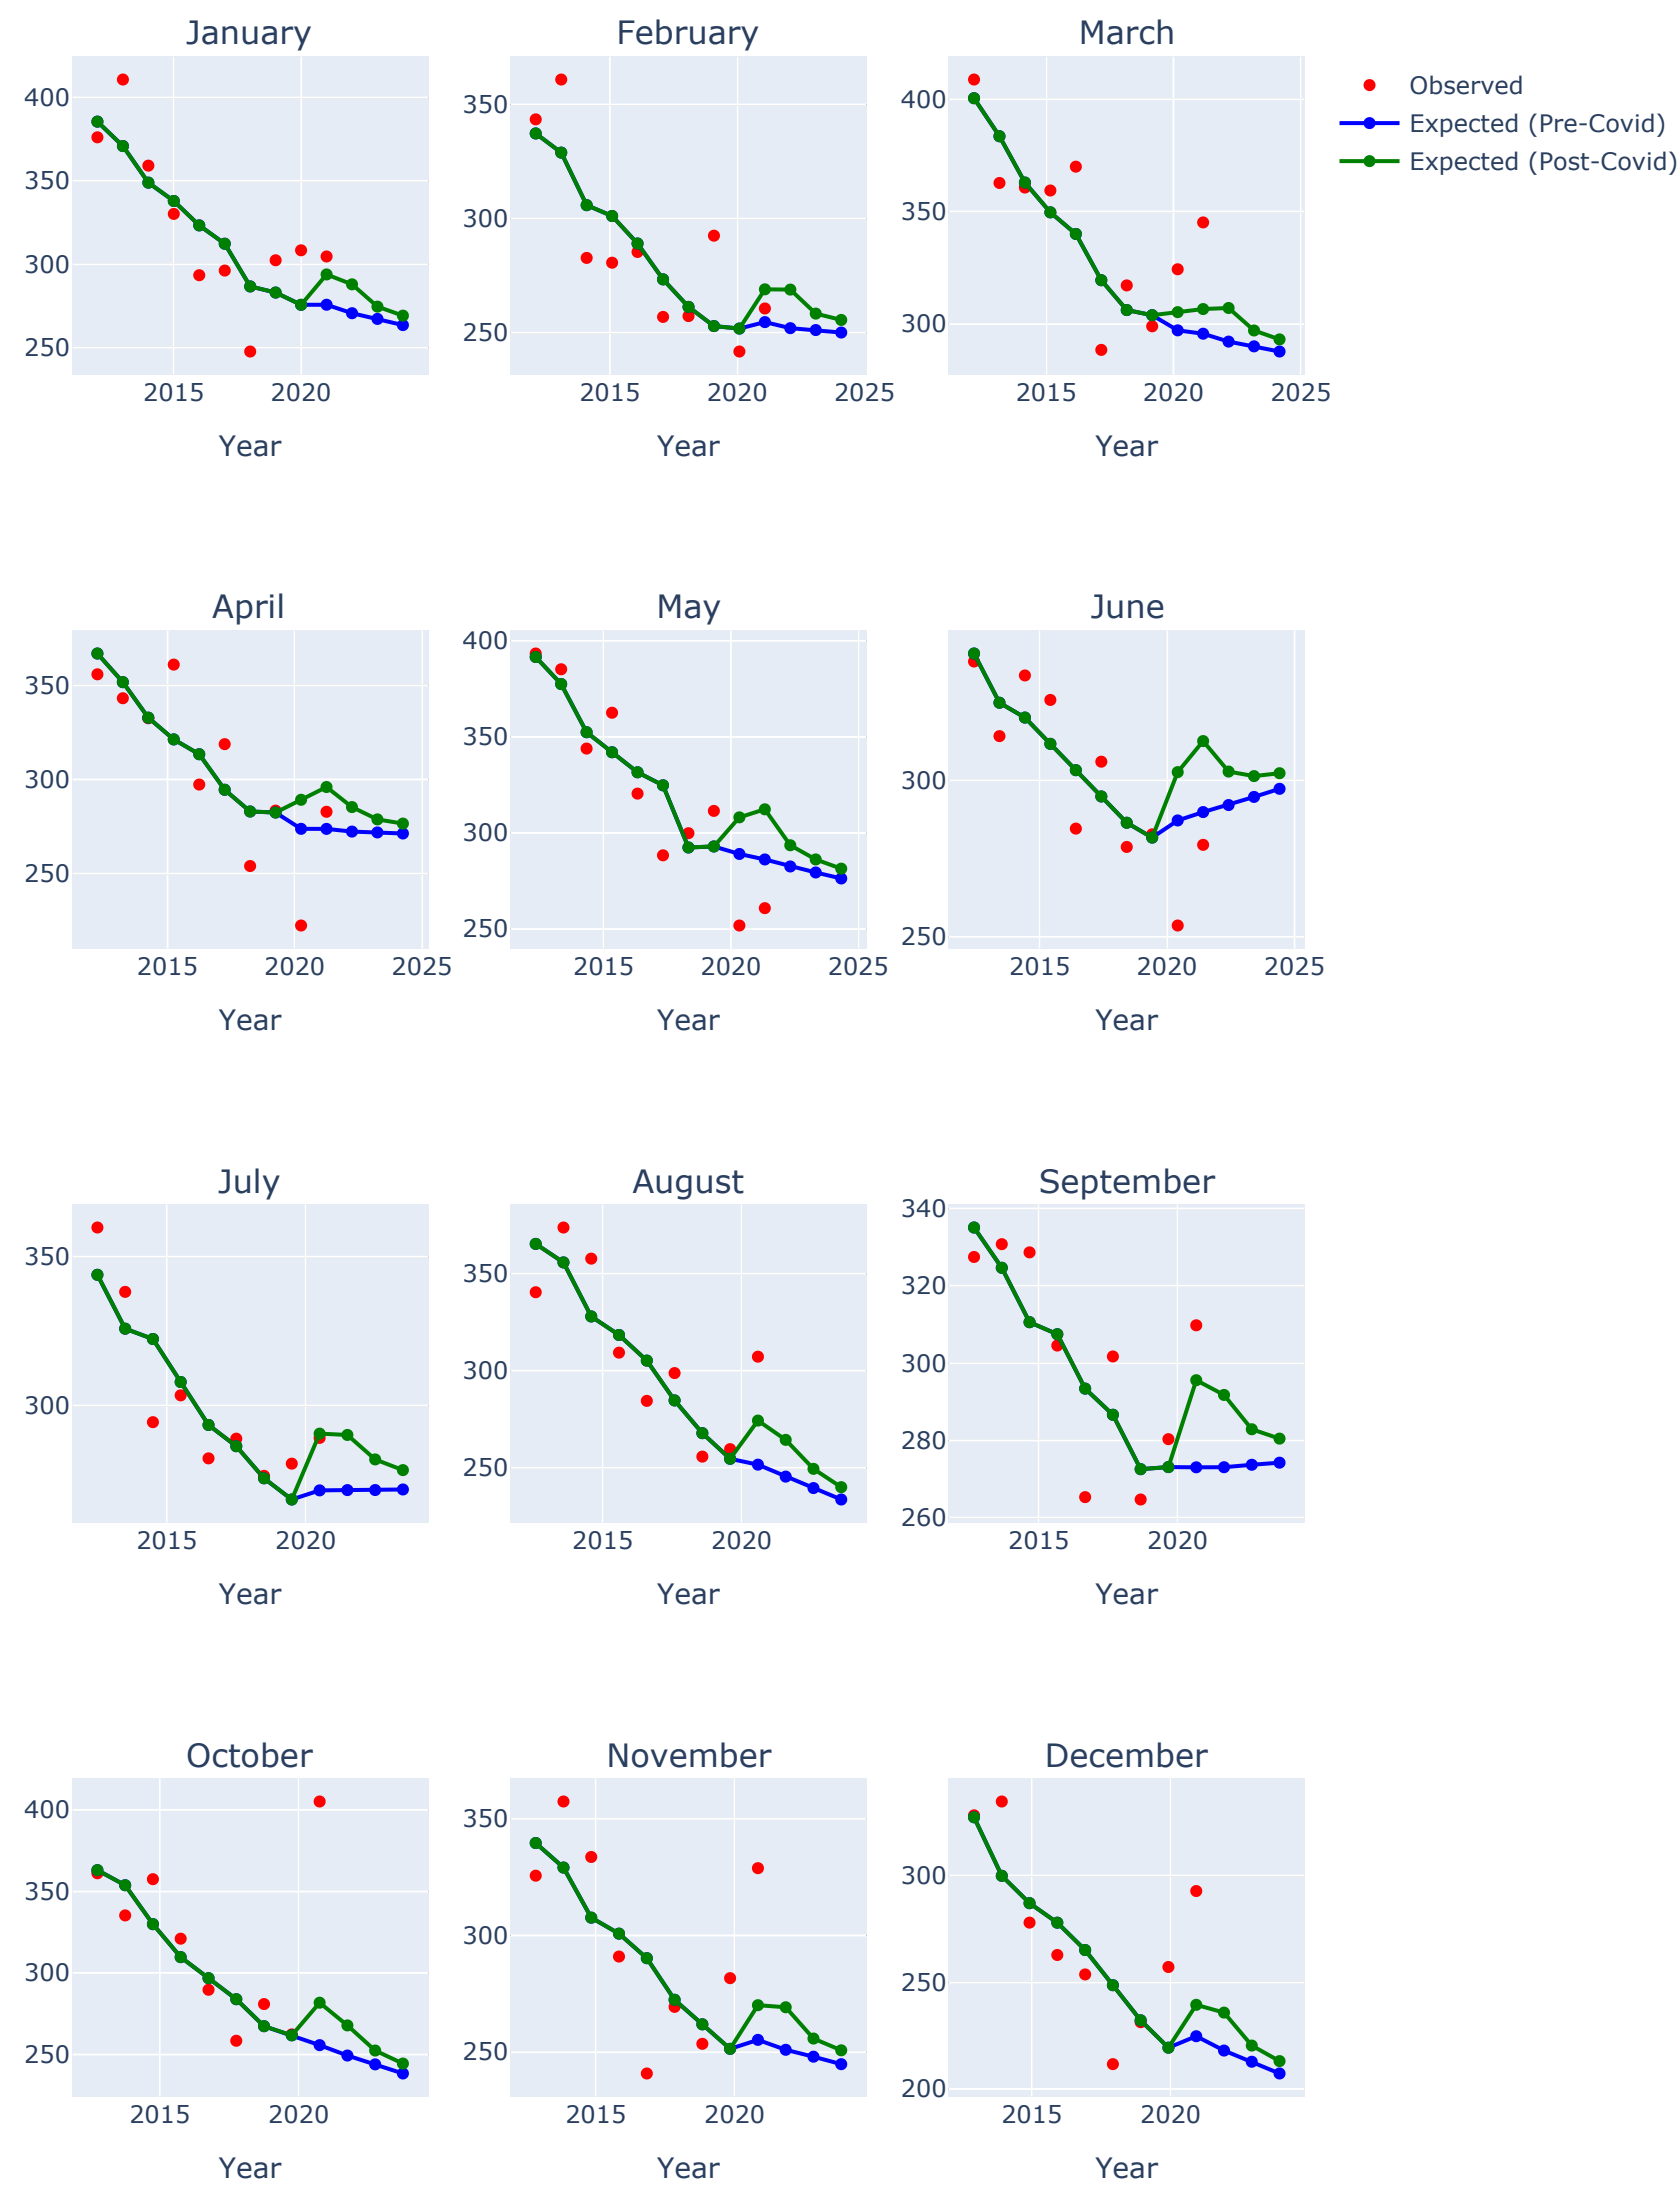 January
February
March
Observed
Expected (Pre-Covid)
Expected (Post-Covid)
400
350
300
250
2015
2020
Year
350
300
250
2015
2020
2025
Year
400
350
300
2015
2020
2025
Year
April
May
June
350
300
250
2015
2020
2025
Year
400
350
300
250
2015
2020
2025
Year
300
250
2015
2020
2025
Year
July
August
September
350
300
2015
2020
Year
350
300
250
2015
2020
Year
340
320
300
280
260
2015
2020
Year
October
November
December
400
350
300
250
2015
2020
Year
350
300
250
2015
2020
Year
300
250
200
2015
2020
Year